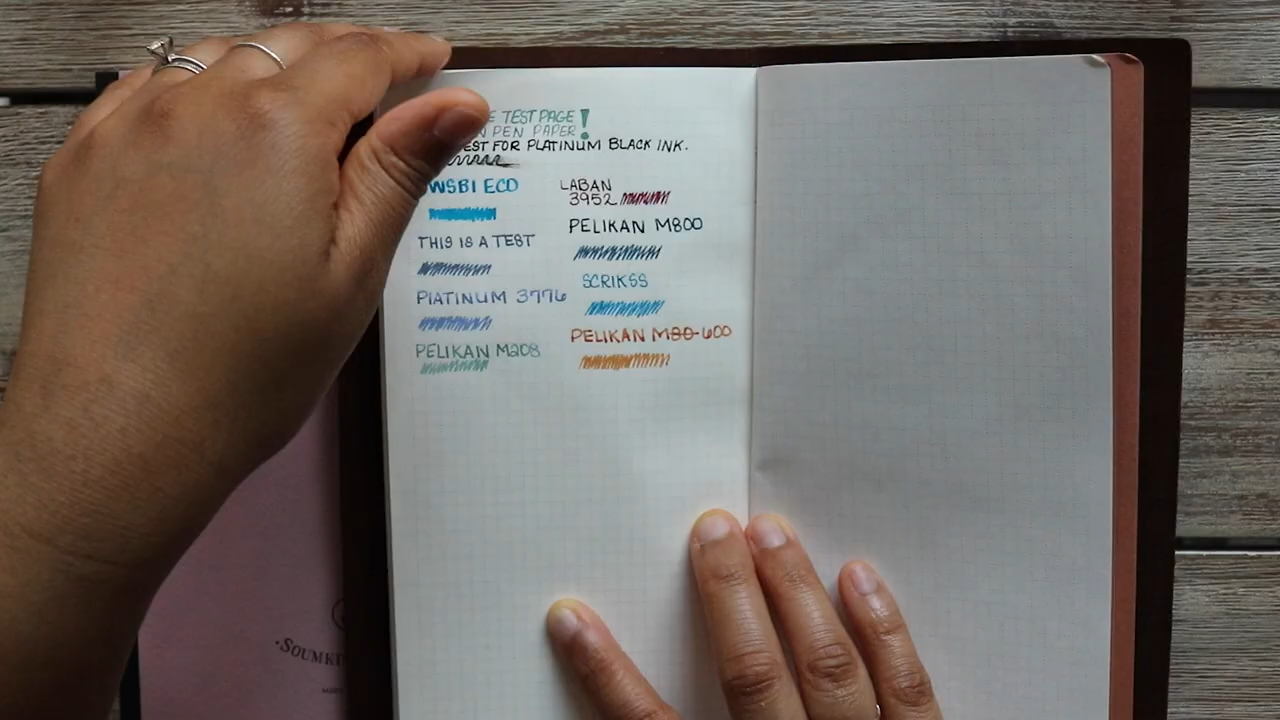 TEST PAGE!
PEN PAPER
TEST FOR PLATINUM BLACK INK.
TWSBI ECO
THIS IS A TEST
PLATINUM 3776
PELIKAN M208
LABAN
3952
PELIKAN M800
SCRIKSS
PELIKAN M80-600